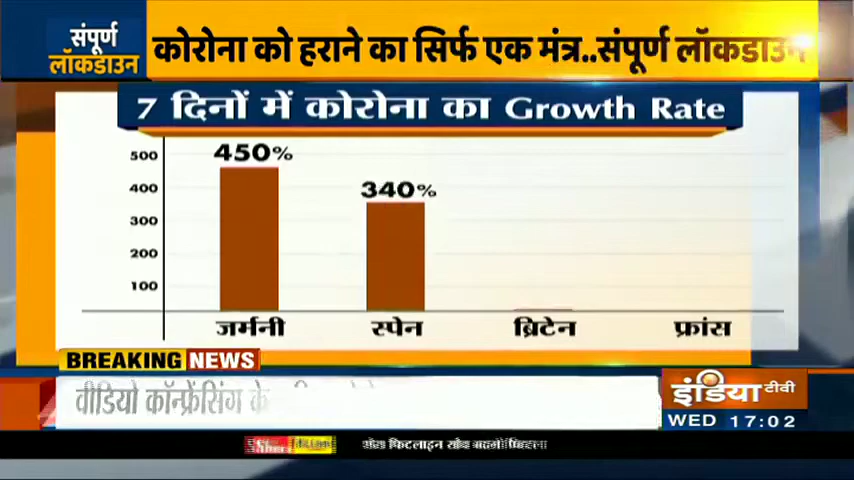 संपूर्ण
लॉकडाउन
कोरोना को हराने का सिर्फ एक मंत्र..संपूर्ण लॉकडाउन
7 दिनों में कोरोना का Growth Rate
500
400
300
200
100
450%
340%
जर्मनी स्पेन ब्रिटेन फ्रांस
BREAKING NEWS
वीडियो कॉन्फ्रेंसिंग के
इंडिया टीवी
WED 17:02